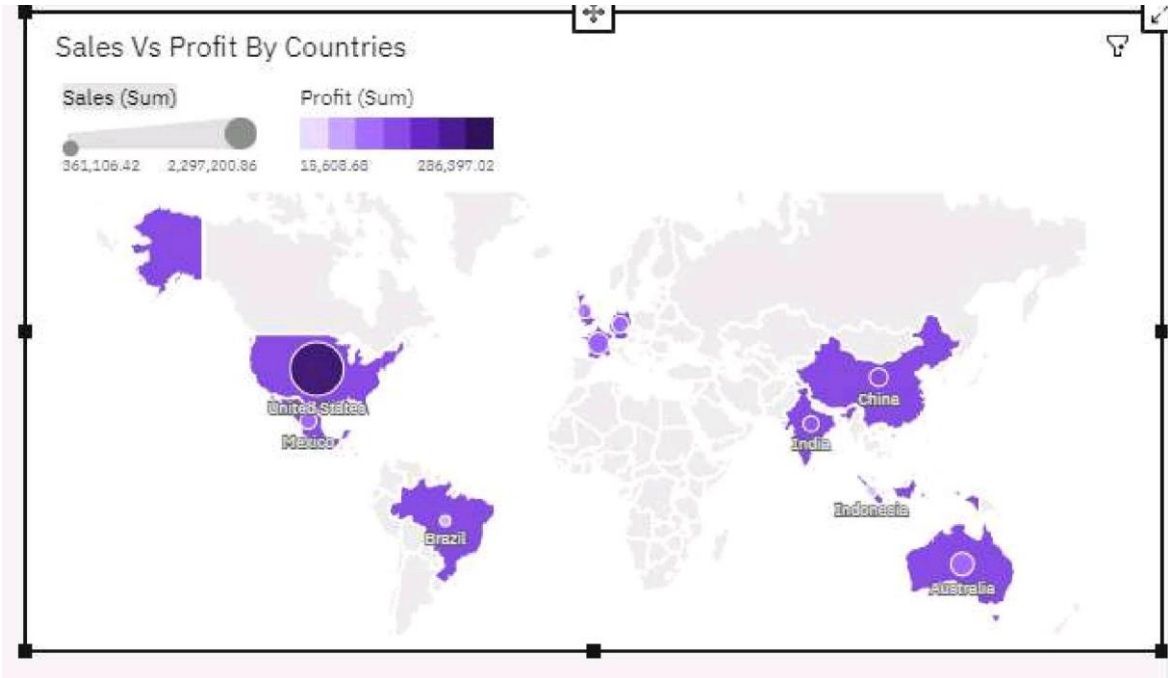 Sales Vs Profit By Countries
Sales (Sum)
Profit (Sum)
361,106.42
2,297,200.86
15,608.68
286,397.02
United States
Mexico
China
India
Indonesia
Brazil
Australia